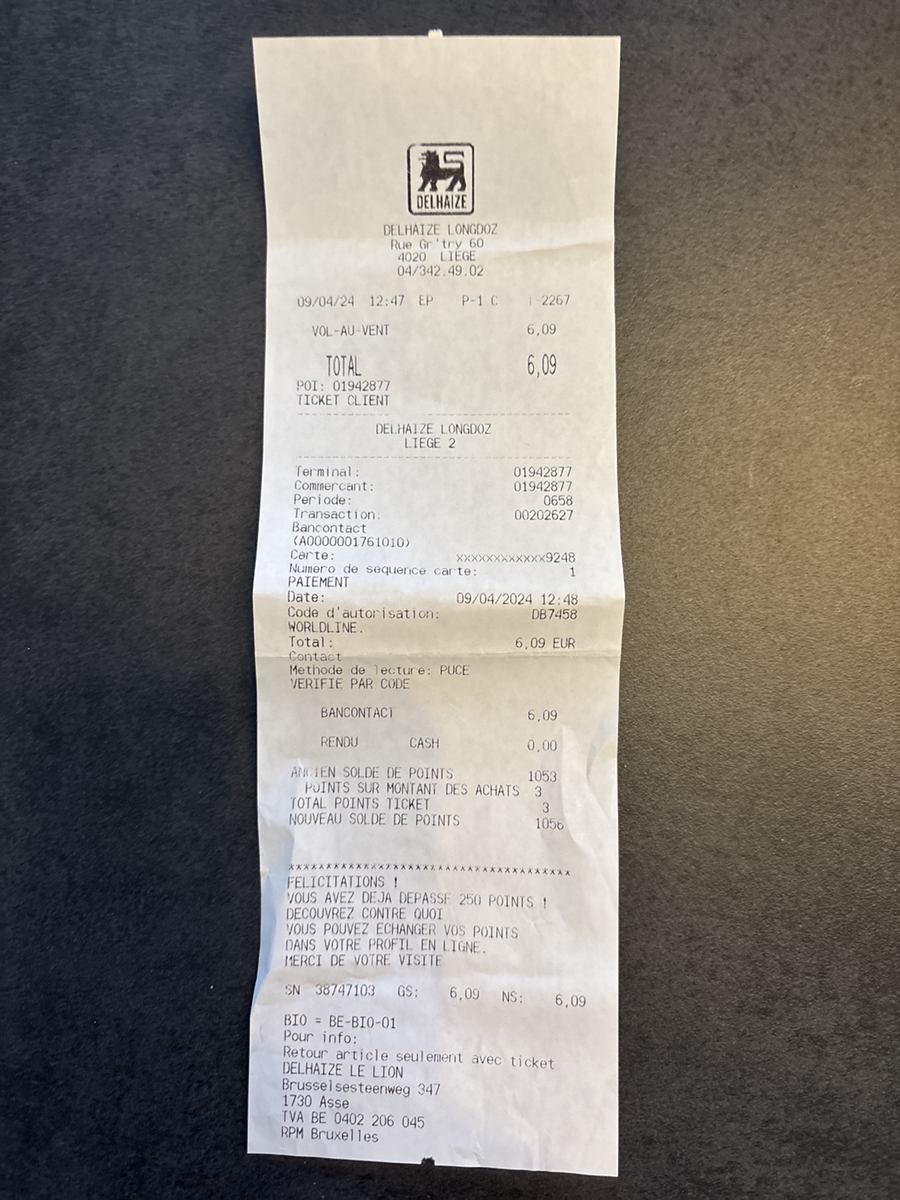 DELHAIZE
DELHAIZE LONGDOZ
Rue Gr'try 60
4020 LIEGE
04/342.49.02
09/04/24 12:47 EP P-1 C -2267
VOL-AU-VENT 6,09
TOTAL 6,09
POI: 01942877
TICKET CLIENT
DELHAIZE LONGDOZ
LIEGE 2
Terminal: 01942877
Commercant: 01942877
Periode: 0658
Transaction: 00202627
Bancontact
(A0000001761010)
Carte: xxxxxxxxxxxx9248
Numero de sequence carte: 1
PAIEMENT
Date: 09/04/2024 12:48
Code d'autorisation: DB7458
WORLDLINE.
Total: 6,09 EUR
Contact
Methode de lecture: PUCE
VERIFIE PAR CODE
BANCONTACT 6,09
RENDU CASH 0,00
ANCIEN SOLDE DE POINTS 1053
POINTS SUR MONTANT DES ACHATS 3
TOTAL POINTS TICKET 3
NOUVEAU SOLDE DE POINTS 1056
xxxxxxxxxxxxxxxxxxxxxxxxxxxxxxxxxxxxxx
FELICITATIONS !
VOUS AVEZ DEJA DEPASSE 250 POINTS !
DECOUVREZ CONTRE QUOI
VOUS POUVEZ ECHANGER VOS POINTS
DANS VOTRE PROFIL EN LIGNE.
MERCI DE VOTRE VISITE
SN 38747103 GS: 6,09 NS: 6,09
BIO = BE-BIO-01
Pour info:
Retour article seulement avec ticket
DELHAIZE LE LION
Brusselsesteenweg 347
1730 Asse
TVA BE 0402 206 045
RPM Bruxelles